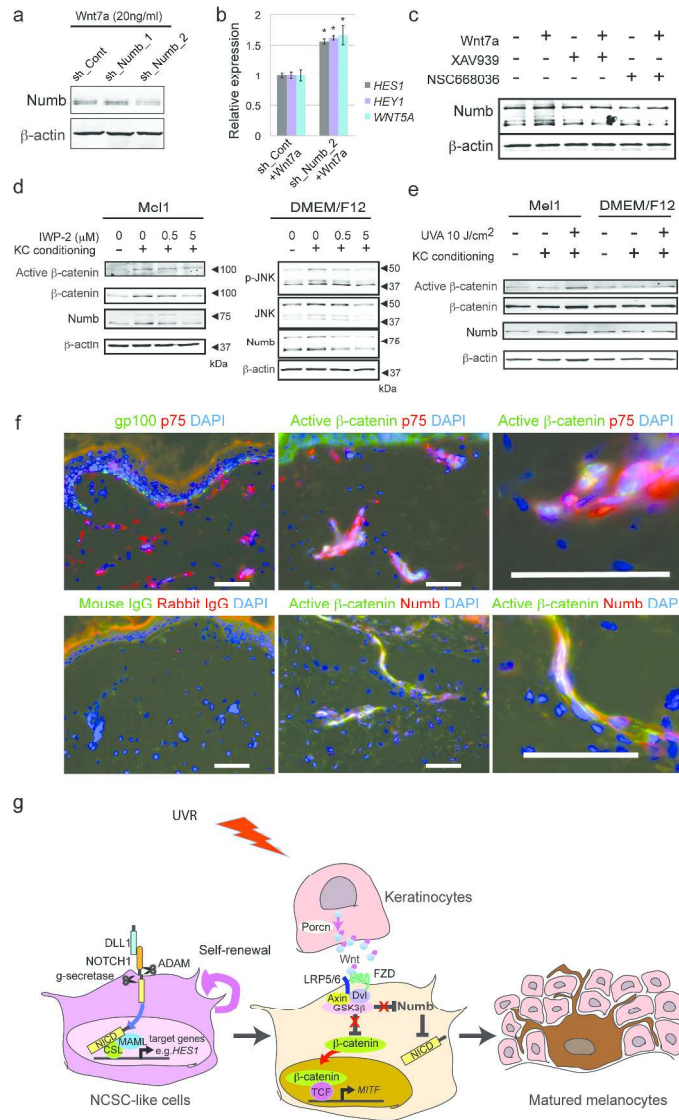 a
Wnt7a (20ng/ml)
sh_Cont
sh_Numb_1
sh_Numb_2
Numb
β-actin
b
Relative expression
2
1.5
1
0.5
0
* * *
HES1
HEY1
WNT5A
sh_Cont +Wnt7a
sh_Numb_2 +Wnt7a
c
Wnt7a - + - + - +
XAV939 - - + + - -
NSC668036 - - - - + +
Numb
β-actin
d
Mcl1
IWP-2 (μM) 0 0 0.5 5
KC conditioning - + + +
Active β-catenin
100
β-catenin
100
Numb
75
β-actin
37
kDa
DMEM/F12
0 0 0.5 5
- + + +
p-JNK
50
37
JNK
50
37
Numb
76
β-actin
kDa
e
Mel1 DMEM/F12
UVA 10 J/cm2 - - + - - +
KC conditioning - + + - + +
Active β-catenin
β-catenin
Numb
β-actin
f
gp100 p75 DAPI
Active β-catenin p75 DAPI
Active β-catenin p75 DAPI
Mouse IgG Rabbit IgG DAPI
Active β-catenin Numb DAPI
Active β-catenin Numb DAPI
g
UVR
Keratinocytes
Porcn
Wnt
DLL1
NOTCH1
ADAM
g-secretase
Self-renewal
LRP5/6
FZD
Axin
Dvl
GSK3β
Numb
NICD
MAML
CSL
target genes
e.g.HES1
β-catenin
NICD
β-catenin
TCF
MITF
NCSC-like cells
Matured melanocytes